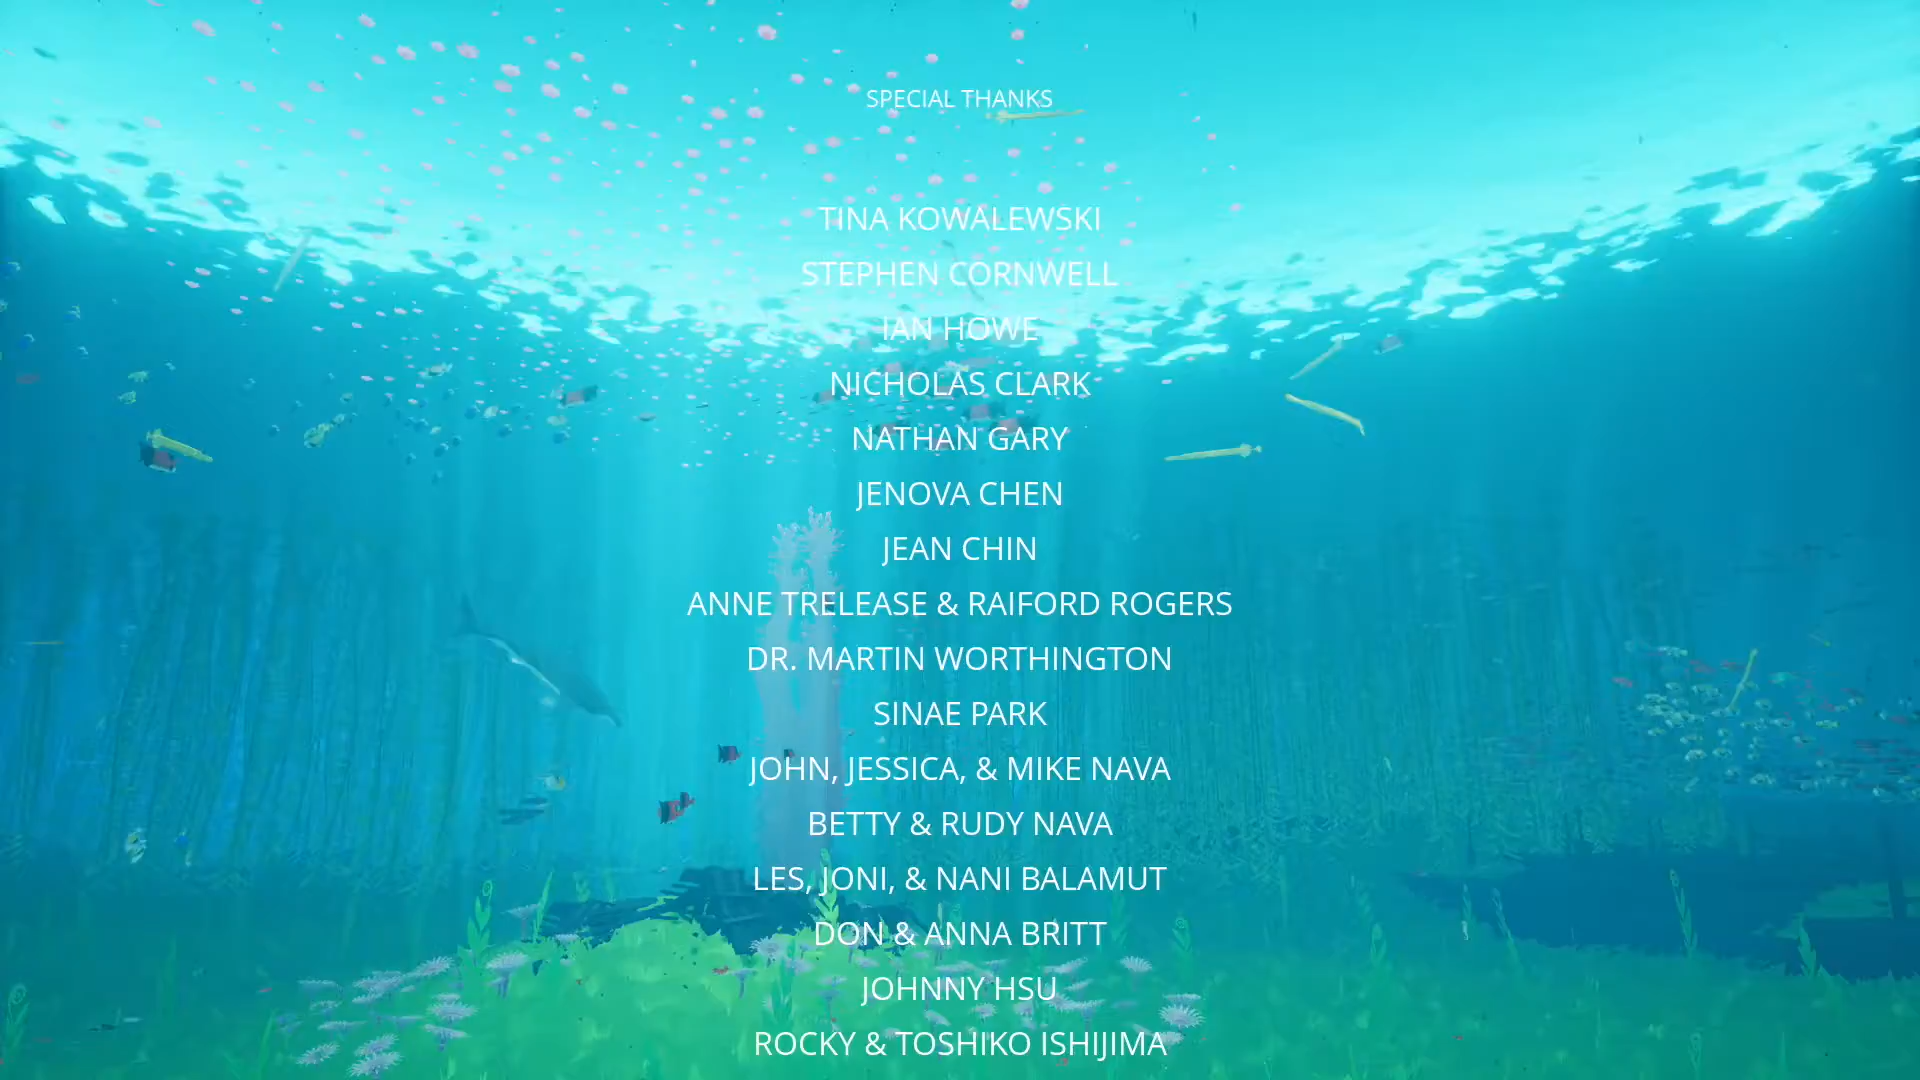 SPECIAL THANKS
TINA KOWALEWSKI
STEPHEN CORNWELL
IAN HOWE
NICHOLAS CLARK
NATHAN GARY
JENOVA CHEN
JEAN CHIN
ANNE TRELEASE & RAIFORD ROGERS
DR. MARTIN WORTHINGTON
SINAE PARK
JOHN, JESSICA, & MIKE NAVA
BETTY & RUDY NAVA
LES, JONI, & NANI BALAMUT
DON & ANNA BRITT
JOHNNY HSU
ROCKY & TOSHIKO ISHIJIMA